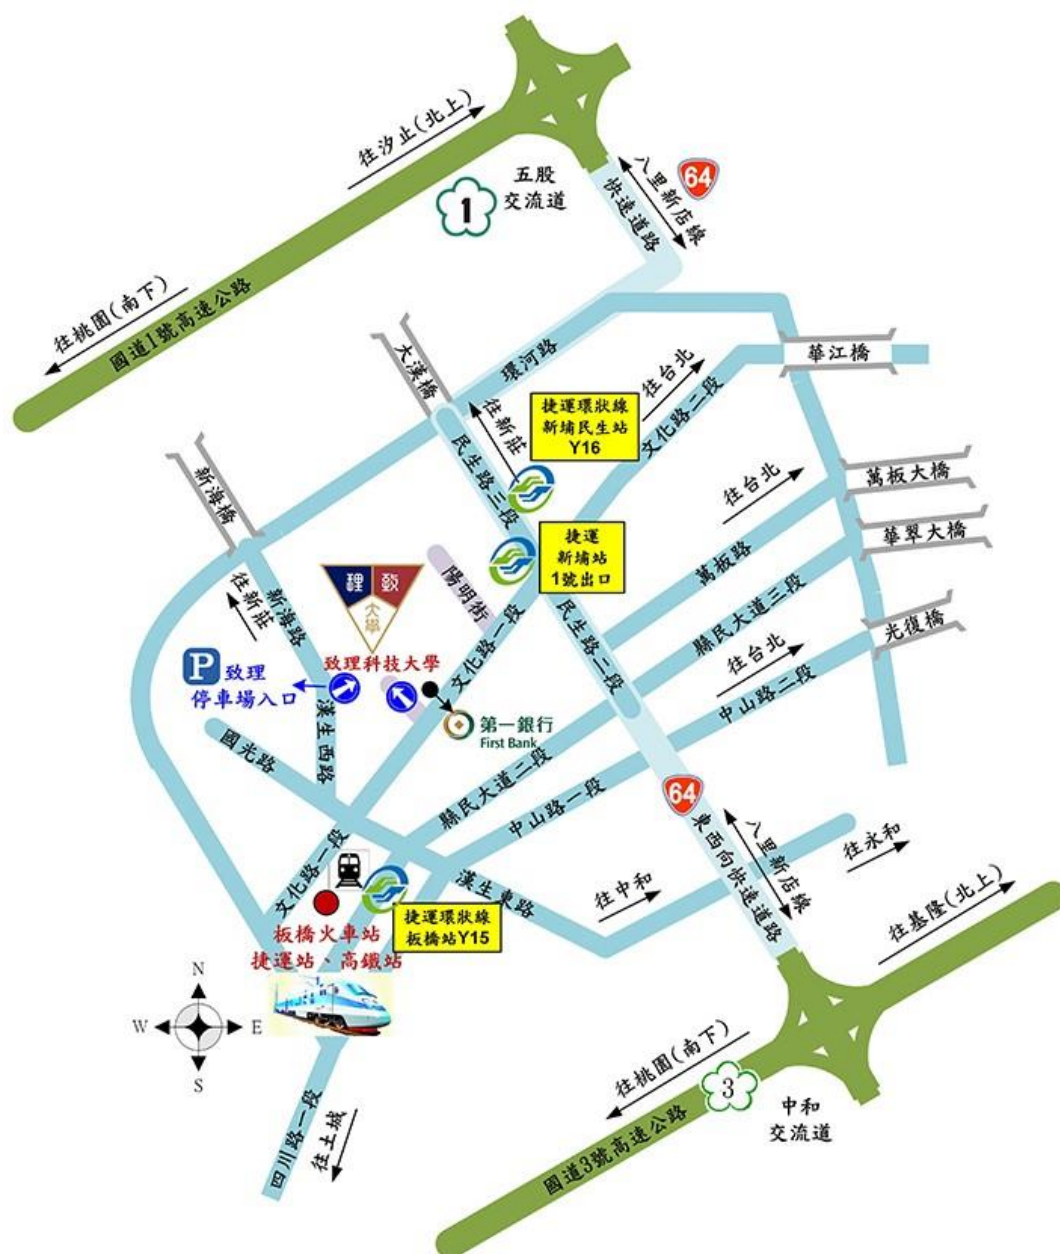 往汐止(北上)
五股
交流道
1
八里新店線
64
快速道路
往桃園(南下)
國道1號高速公路
大漢橋
環河路
往台北
華江橋
往新莊
捷運環狀線
新埔民生站
Y16
文化路二段
民生路三段
新海橋
往台北
萬板大橋
華翠大橋
捷運
新埔站
1號出口
萬板路
陽明街
理
致
大學
往新莊
新海路
縣民大道三段
光復橋
民生路二段
文化路一段
往台北
中山路二段
致理科技大學
P
致理
停車場入口
漢生西路
第一銀行
First Bank
國光路
縣民大道二段
中山路一段
64
東西向快速道路
八里新店線
往永和
文化路一段
漢生東路
往中和
捷運環狀線
板橋站Y15
板橋火車站
捷運站、高鐵站
往基隆(北上)
N
W
E
S
往桃園(南下)
3
中和
交流道
國道3號高速公路
四川路一段
往土城